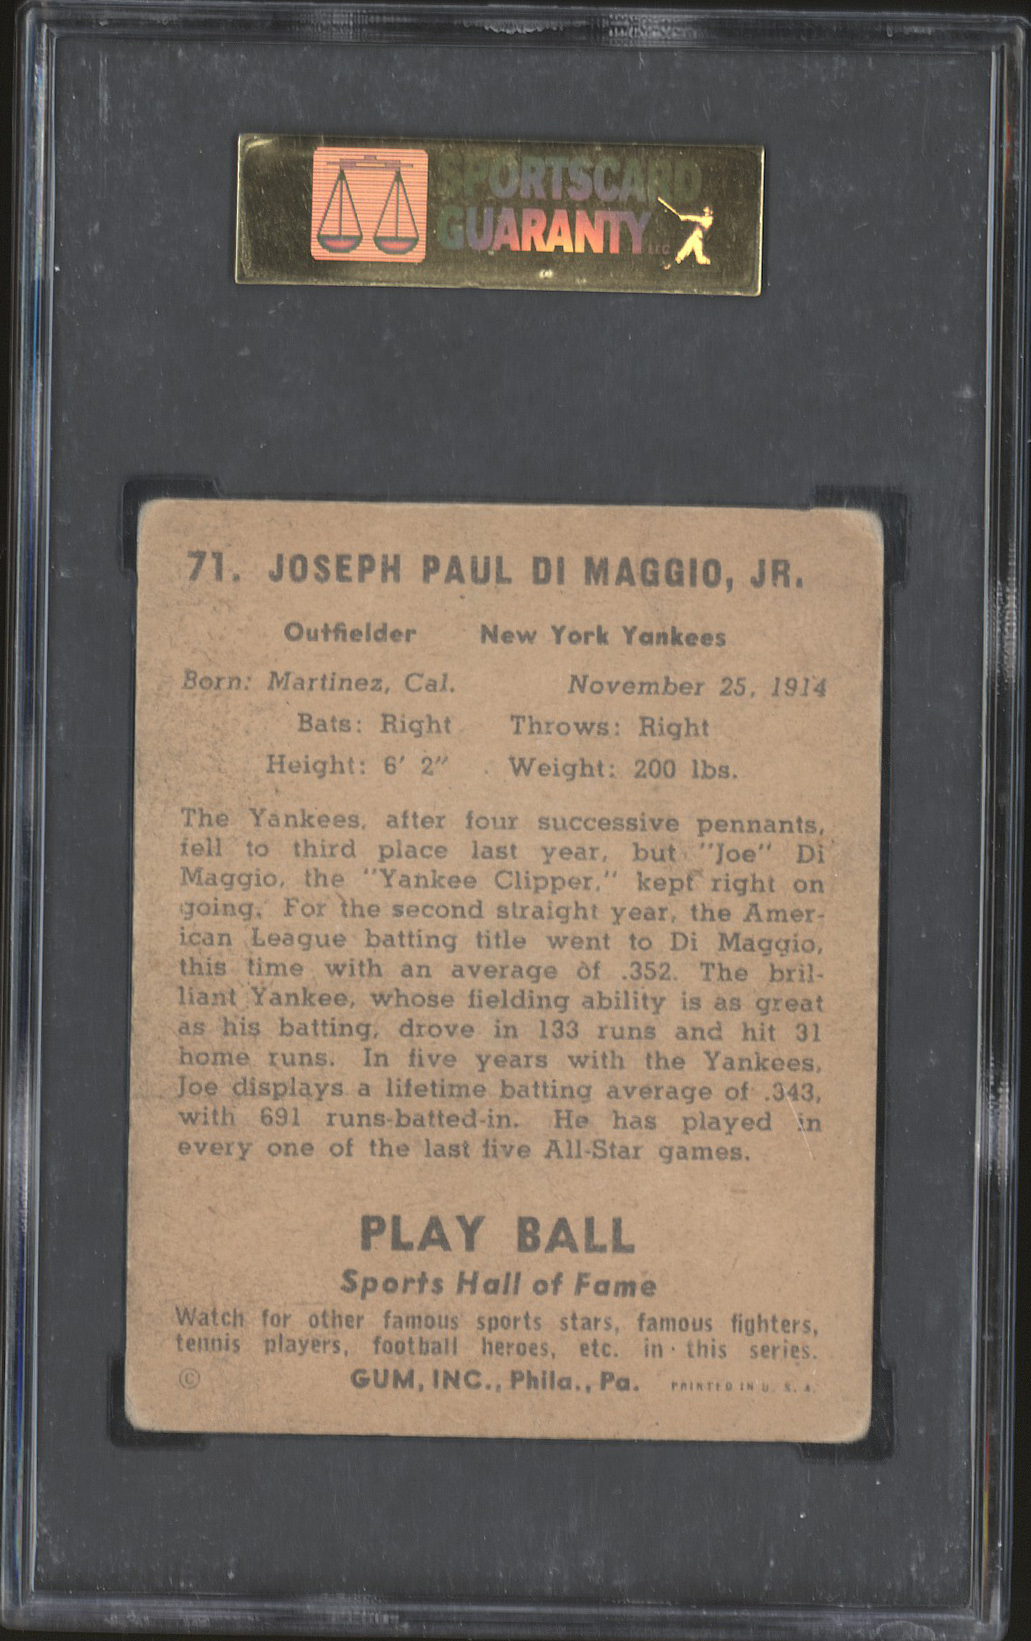 SPORTSCARD
GUARANTY LLC
71. JOSEPH PAUL DI MAGGIO, JR.
Outfielder New York Yankees
Born: Martinez, Cal. November 25, 1914
Bats: Right Throws: Right
Height: 6' 2" Weight: 200 lbs.
The Yankees, after four successive pennants,
fell to third place last year, but "Joe" Di
Maggio, the "Yankee Clipper," kept right on
going. For the second straight year, the Amer-
ican League batting title went to Di Maggio,
this time with an average of .352. The bril-
liant Yankee, whose fielding ability is as great
as his batting, drove in 133 runs and hit 31
home runs. In five years with the Yankees,
Joe displays a lifetime batting average of .343,
with 691 runs-batted-in. He has played in
every one of the last five All-Star games.
PLAY BALL
Sports Hall of Fame
Watch for other famous sports stars, famous fighters,
tennis players, football heroes, etc. in this series.
© GUM, INC., Phila., Pa. PRINTED IN U. S. A.